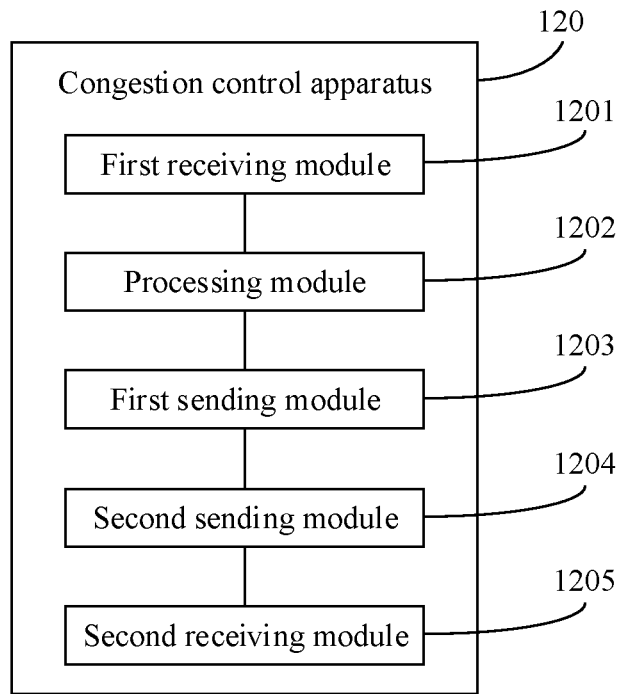 120
Congestion control apparatus
1201
First receiving module
1202
Processing module
1203
First sending module
1204
Second sending module
1205
Second receiving module